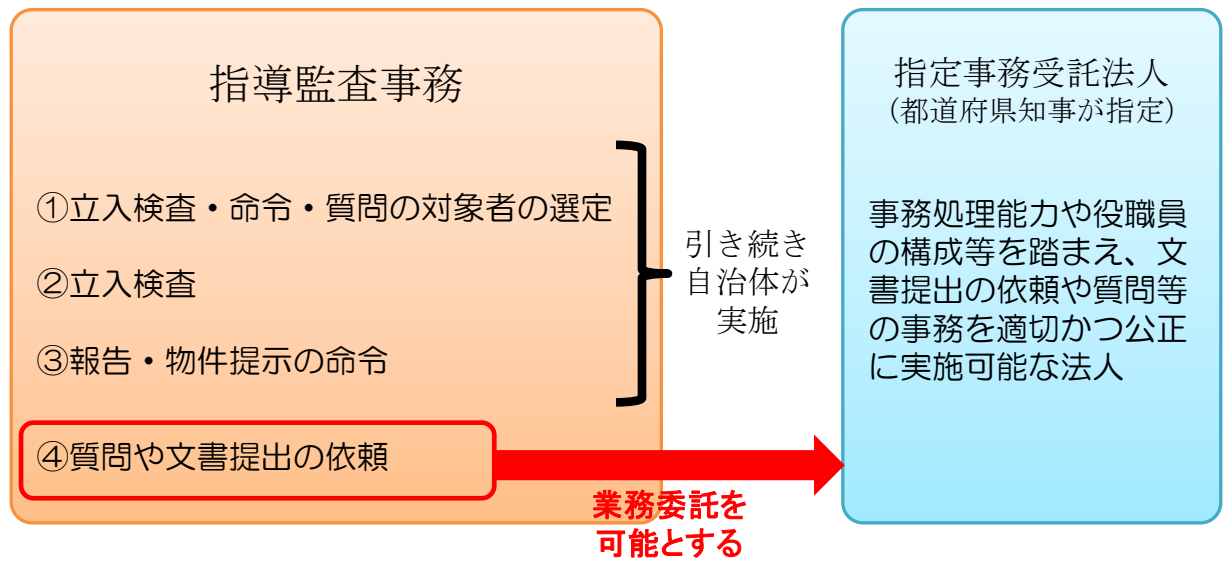 指導監査事務
①立入検査・命令・質問の対象者の選定
②立入検査
③報告・物件提示の命令
引き続き
自治体が
実施
④質問や文書提出の依頼
業務委託を
可能とする
指定事務受託法人
(都道府県知事が指定)
事務処理能力や役職員
の構成等を踏まえ、文
書提出の依頼や質問等
の事務を適切かつ公正
に実施可能な法人